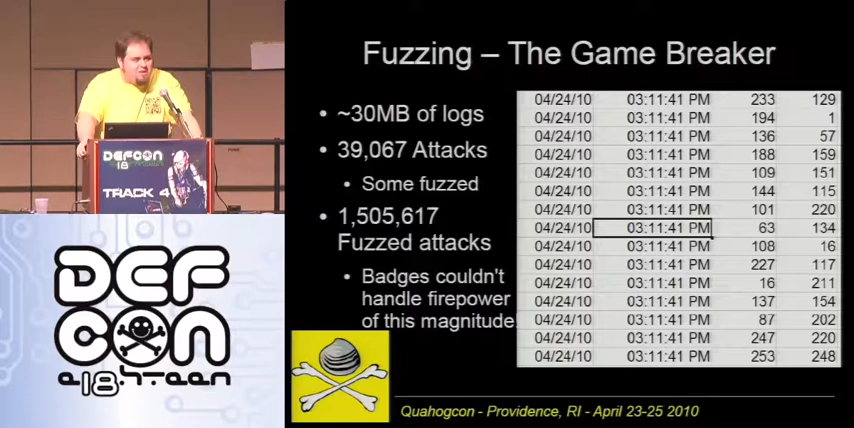 Fuzzing – The Game Breaker
• ~30MB of logs
• 39,067 Attacks
• Some fuzzed
• 1,505,617
Fuzzed attacks
• Badges couldn't
handle firepower
of this magnitude
04/24/10 03:11:41 PM 233 129
04/24/10 03:11:41 PM 194 1
04/24/10 03:11:41 PM 136 57
04/24/10 03:11:41 PM 188 159
04/24/10 03:11:41 PM 109 151
04/24/10 03:11:41 PM 144 115
04/24/10 03:11:41 PM 101 220
04/24/10 03:11:41 PM 63 134
04/24/10 03:11:41 PM 108 16
04/24/10 03:11:41 PM 227 117
04/24/10 03:11:41 PM 16 211
04/24/10 03:11:41 PM 137 154
04/24/10 03:11:41 PM 87 202
04/24/10 03:11:41 PM 247 220
04/24/10 03:11:41 PM 253 248
Quahogcon - Providence, RI - April 23-25 2010
DEFCON
18
TRACK 4
DEF
CON
e18hteen